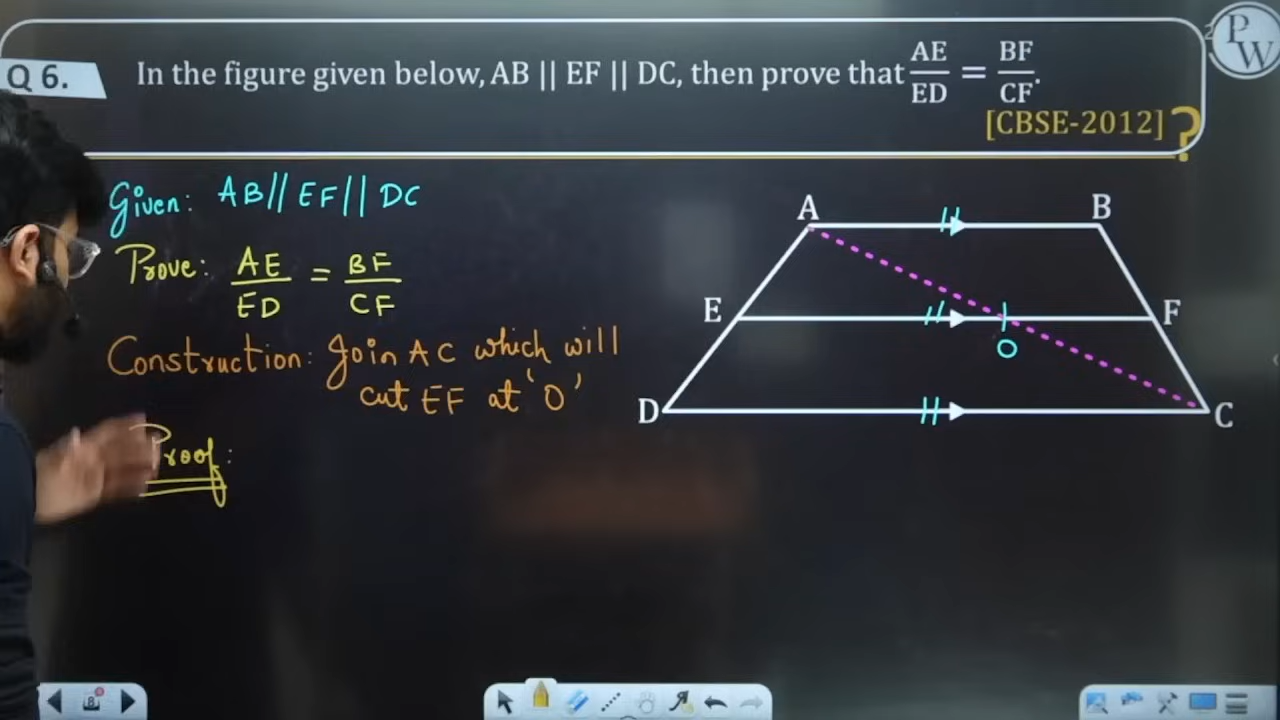 Q 6.
In the figure given below, AB || EF || DC, then prove that AE/ED = BF/CF.
[CBSE-2012]
?
PW
Given: AB || EF || DC
Prove: AE/ED = BF/CF
Construction: Join AC which will
cut EF at 'O'
Proof:
A B
E F
O
D C